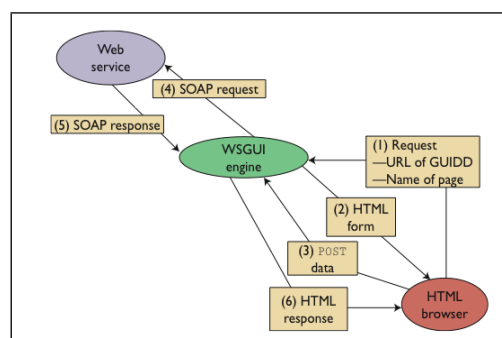 Web
service
(4) SOAP request
(5) SOAP response
WSGUI
engine
(1) Request
—URL of GUIDD
—Name of page
(2) HTML
form
(3) POST
data
(6) HTML
response
HTML
browser